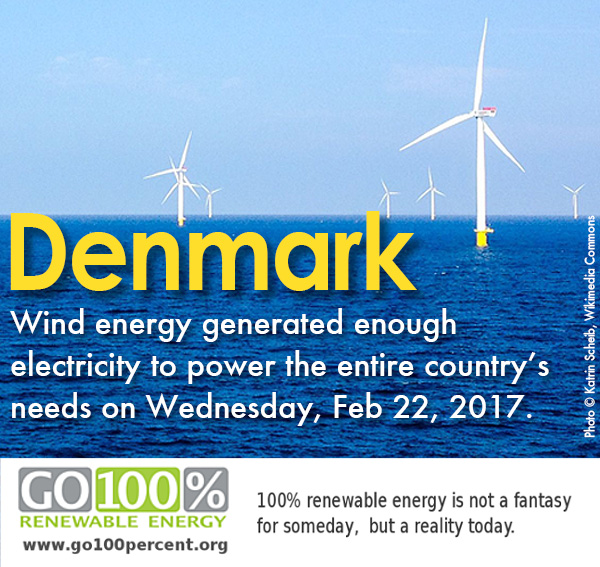 Denmark
Wind energy generated enough
electricity to power the entire country's
needs on Wednesday, Feb 22, 2017.
Photo © Katrin Scheib, Wikimedia Commons
GO100%
RENEWABLE ENERGY
www.go100percent.org
100% renewable energy is not a fantasy
for someday,  but a reality today.